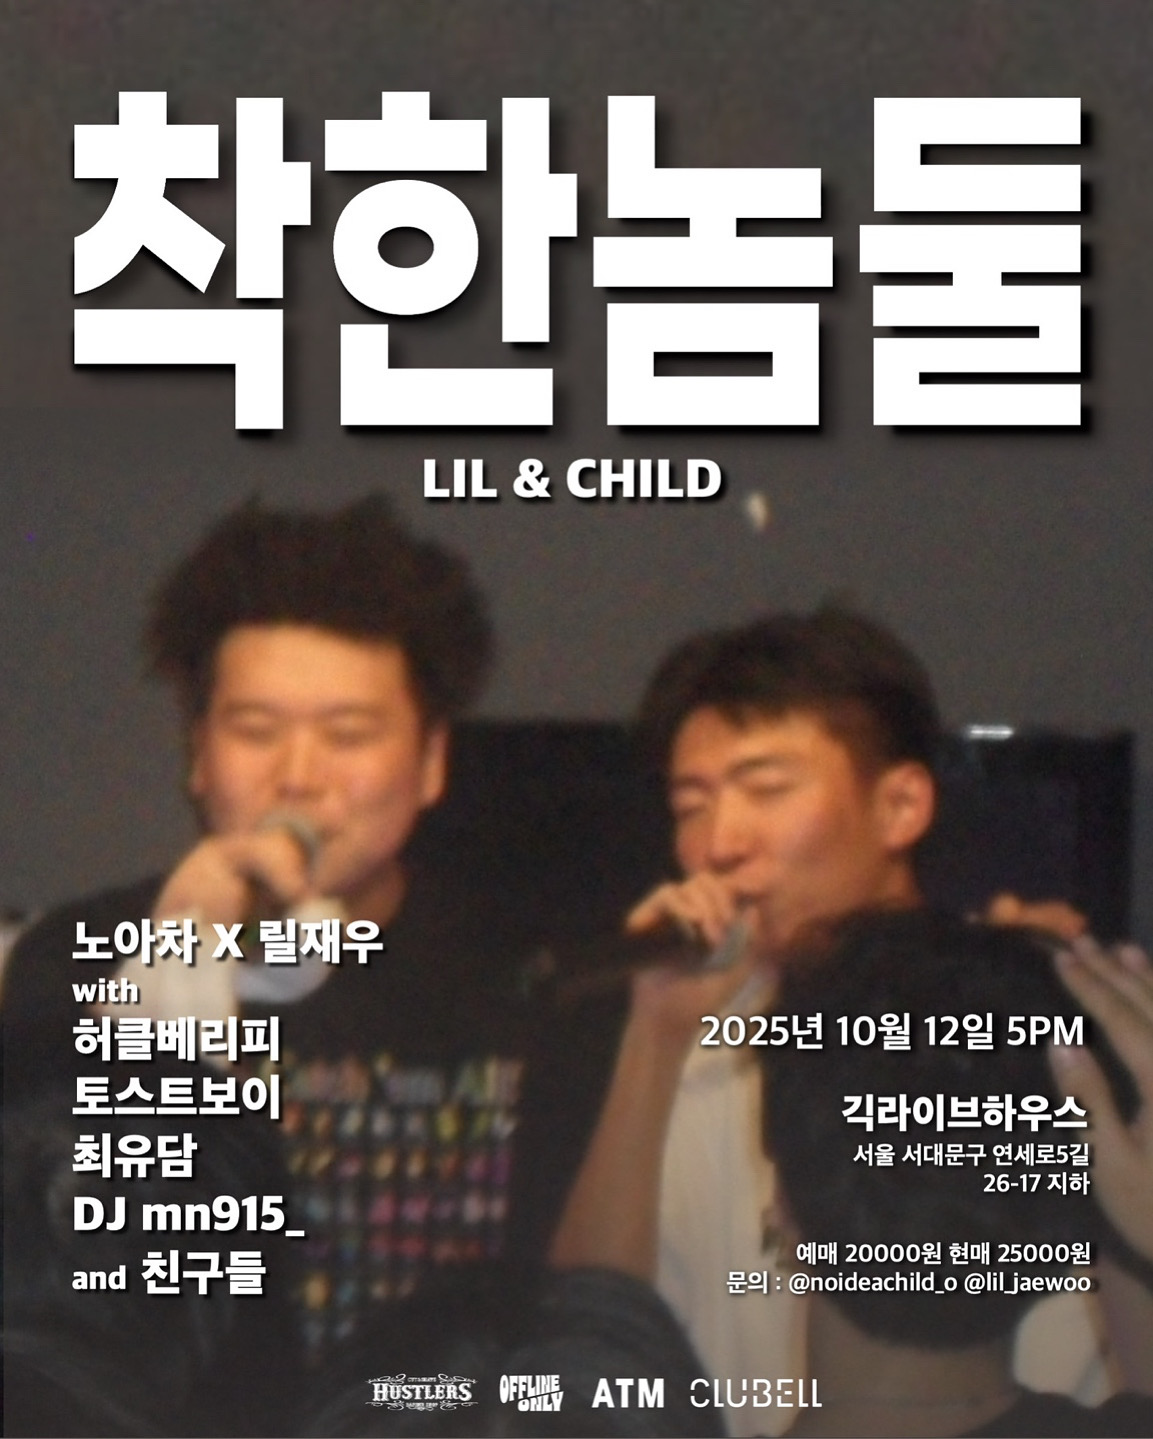 착한놈둘
LIL & CHILD
노아차 X 릴재우
with
허클베리피
토스트보이
최유담
DJ mn915_
and 친구들
2025년 10월 12일 5PM
긱라이브하우스
서울 서대문구 연세로5길
26-17 지하
예매 20000원 현매 25000원
문의 : @noideachild_o @lil_jaewoo
HUSTLERS
OFFLINE ONLY
ATM
CLUBELL